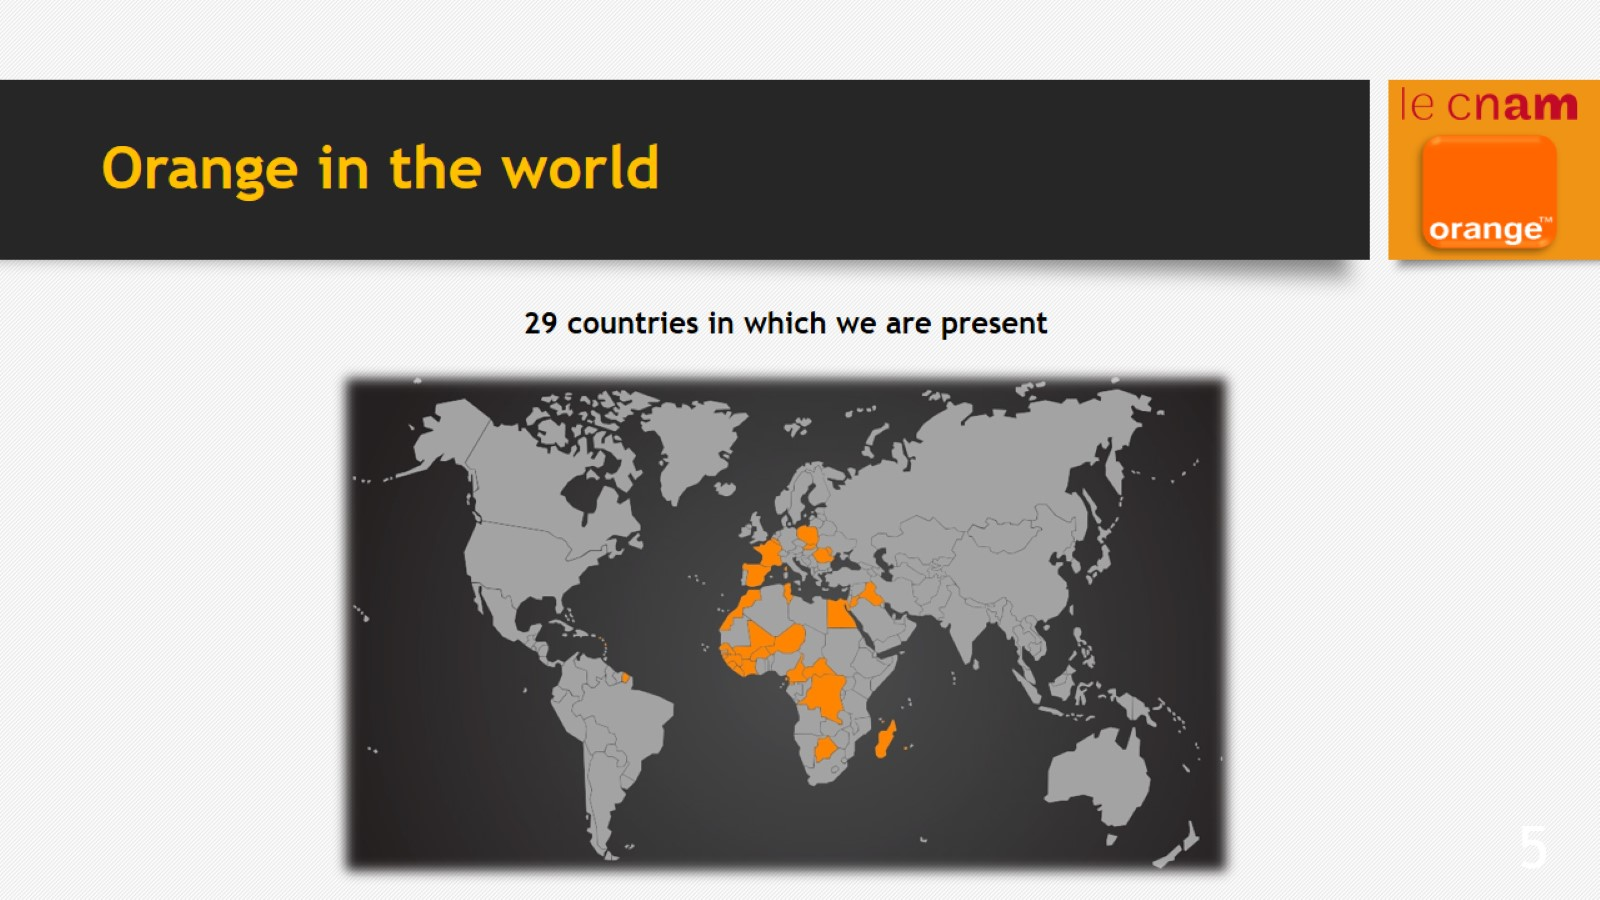 Orange in the world
le cnam
orange™
29 countries in which we are present
5